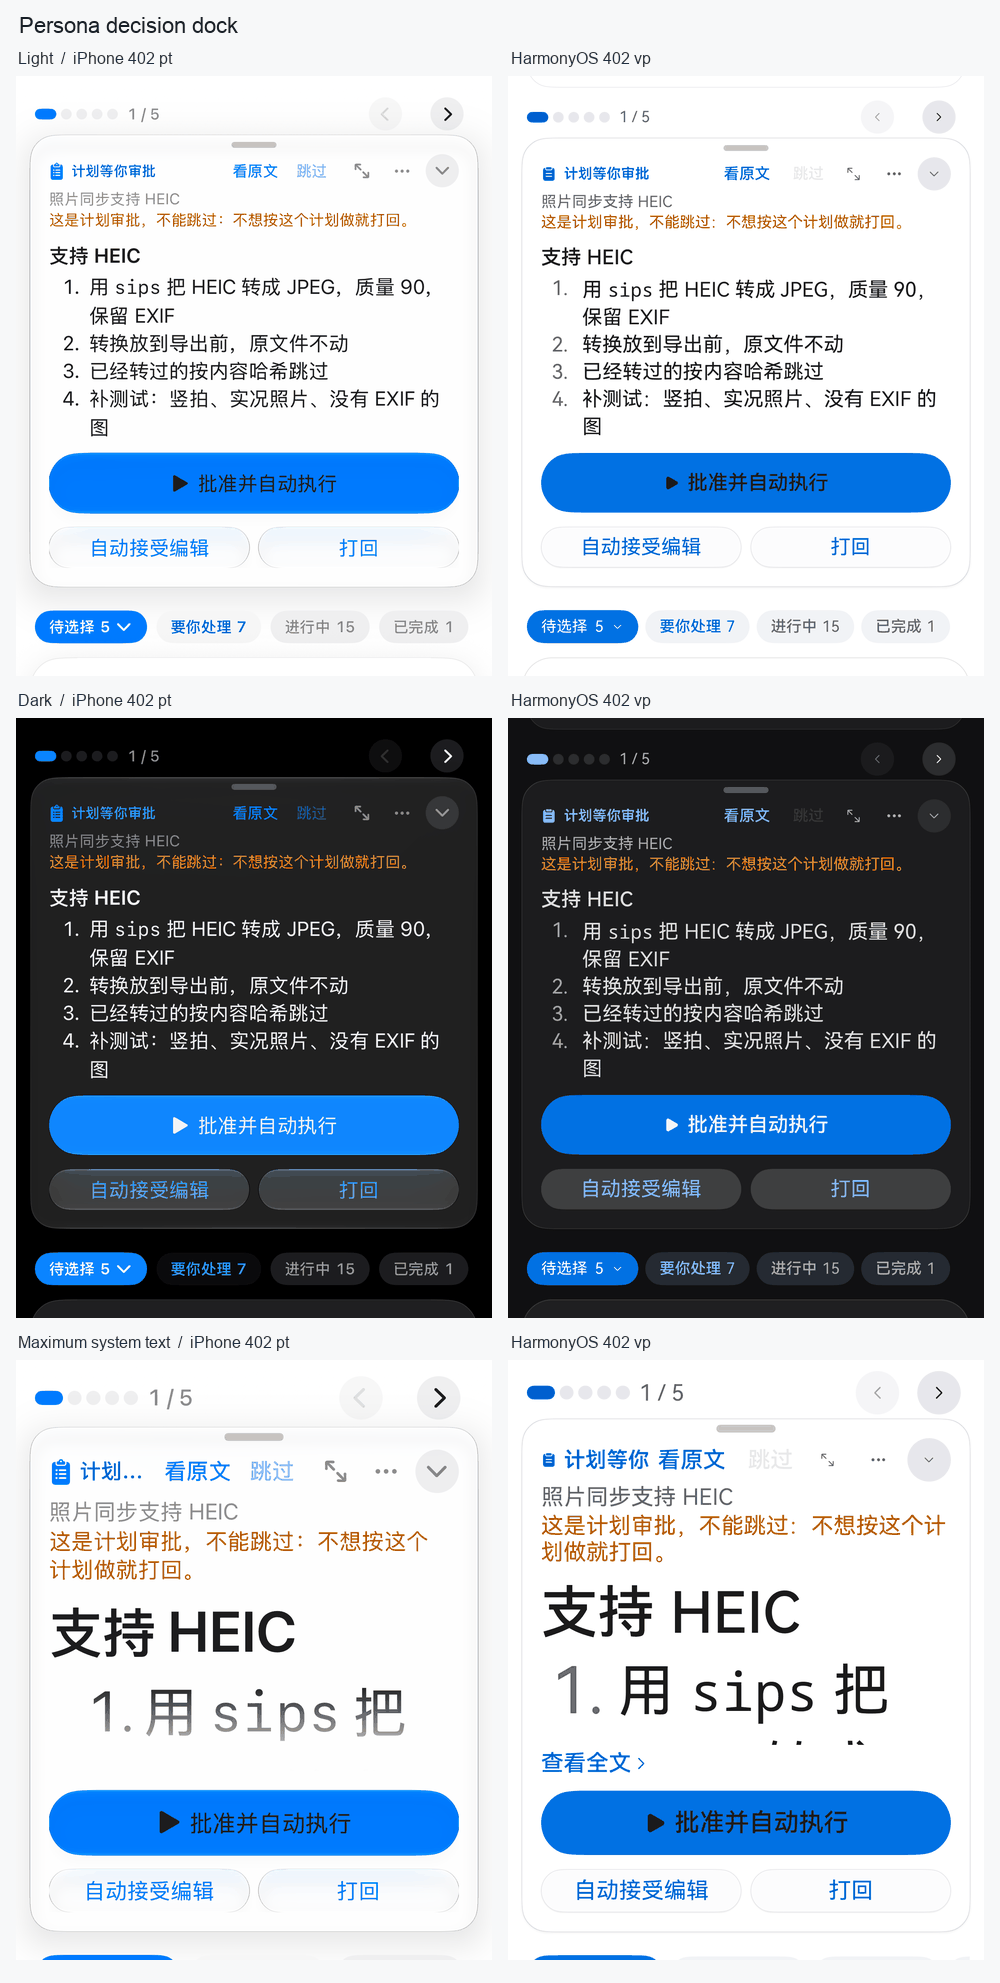 Persona decision dock
Light / iPhone 402 pt
1 / 5
计划等你审批 看原文 跳过
照片同步支持 HEIC
这是计划审批，不能跳过：不想按这个计划做就打回。
支持 HEIC
1. 用 sips 把 HEIC 转成 JPEG，质量 90，
保留 EXIF
2. 转换放到导出前，原文件不动
3. 已经转过的按内容哈希跳过
4. 补测试：竖拍、实况照片、没有 EXIF 的
图
批准并自动执行
自动接受编辑 打回
待选择 5 要你处理 7 进行中 15 已完成 1
HarmonyOS 402 vp
1 / 5
计划等你审批 看原文 跳过
照片同步支持 HEIC
这是计划审批，不能跳过：不想按这个计划做就打回。
支持 HEIC
1. 用 sips 把 HEIC 转成 JPEG，质量 90，
保留 EXIF
2. 转换放到导出前，原文件不动
3. 已经转过的按内容哈希跳过
4. 补测试：竖拍、实况照片、没有 EXIF 的
图
批准并自动执行
自动接受编辑 打回
待选择 5 要你处理 7 进行中 15 已完成 1
Dark / iPhone 402 pt
1 / 5
计划等你审批 看原文 跳过
照片同步支持 HEIC
这是计划审批，不能跳过：不想按这个计划做就打回。
支持 HEIC
1. 用 sips 把 HEIC 转成 JPEG，质量 90，
保留 EXIF
2. 转换放到导出前，原文件不动
3. 已经转过的按内容哈希跳过
4. 补测试：竖拍、实况照片、没有 EXIF 的
图
批准并自动执行
自动接受编辑 打回
待选择 5 要你处理 7 进行中 15 已完成 1
HarmonyOS 402 vp
1 / 5
计划等你审批 看原文 跳过
照片同步支持 HEIC
这是计划审批，不能跳过：不想按这个计划做就打回。
支持 HEIC
1. 用 sips 把 HEIC 转成 JPEG，质量 90，
保留 EXIF
2. 转换放到导出前，原文件不动
3. 已经转过的按内容哈希跳过
4. 补测试：竖拍、实况照片、没有 EXIF 的
图
批准并自动执行
自动接受编辑 打回
待选择 5 要你处理 7 进行中 15 已完成 1
Maximum system text / iPhone 402 pt
1 / 5
计划... 看原文 跳过
照片同步支持 HEIC
这是计划审批，不能跳过：不想按这个
计划做就打回。
支持 HEIC
1. 用 sips 把
批准并自动执行
自动接受编辑 打回
HarmonyOS 402 vp
1 / 5
计划等你 看原文 跳过
照片同步支持 HEIC
这是计划审批，不能跳过：不想按这个计
划做就打回。
支持 HEIC
1. 用 sips 把
查看全文
批准并自动执行
自动接受编辑 打回